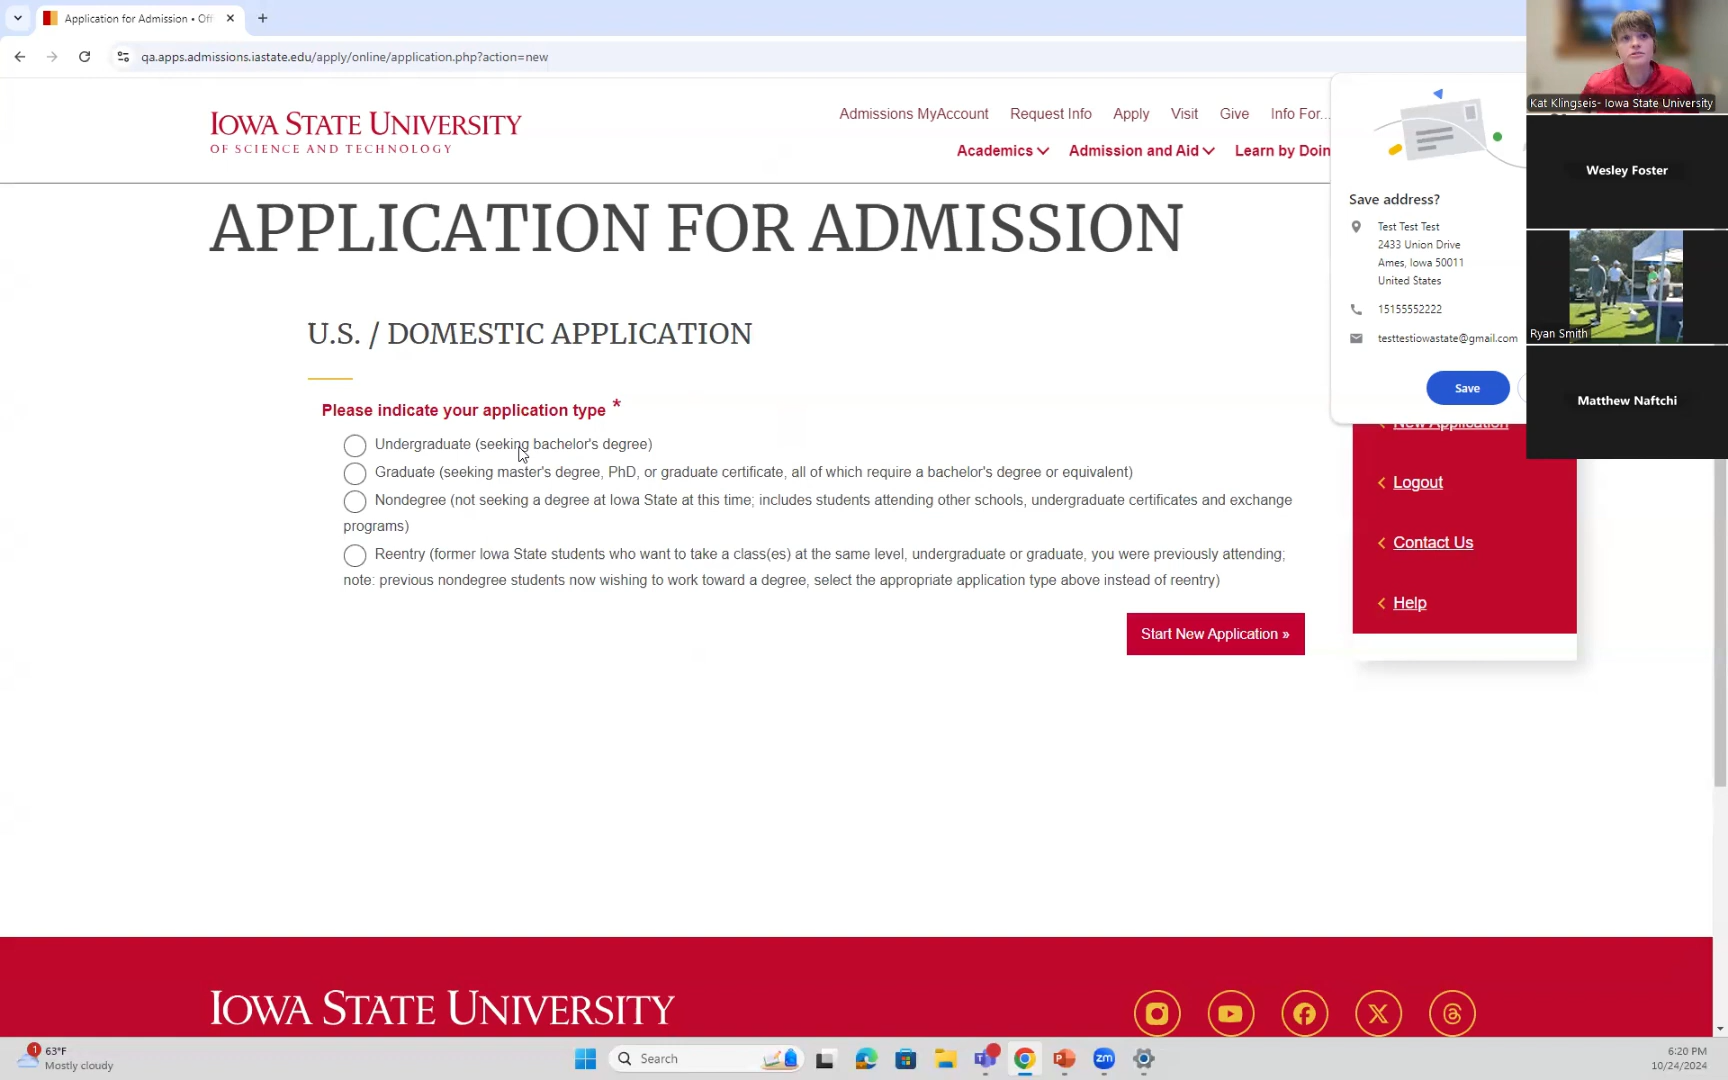 Application for Admission • Off
qa.apps.admissions.iastate.edu/apply/online/application.php?action=new
IOWA STATE UNIVERSITY
OF SCIENCE AND TECHNOLOGY
Admissions MyAccount Request Info Apply Visit Give Info For...
Academics Admission and Aid Learn by Doin
APPLICATION FOR ADMISSION
U.S. / DOMESTIC APPLICATION
Please indicate your application type *
Undergraduate (seeking bachelor's degree)
Graduate (seeking master's degree, PhD, or graduate certificate, all of which require a bachelor's degree or equivalent)
Nondegree (not seeking a degree at Iowa State at this time; includes students attending other schools, undergraduate certificates and exchange
programs)
Reentry (former Iowa State students who want to take a class(es) at the same level, undergraduate or graduate, you were previously attending;
note: previous nondegree students now wishing to work toward a degree, select the appropriate application type above instead of reentry)
Start New Application »
Save address?
Test Test Test
2433 Union Drive
Ames, Iowa 50011
United States
15155552222
testtestiowastate@gmail.com
Save
New Application
Logout
Contact Us
Help
Kat Klingseis- Iowa State University
Wesley Foster
Ryan Smith
Matthew Naftchi
IOWA STATE UNIVERSITY
1
63°F
Mostly cloudy
Search
zm
6:20 PM
10/24/2024